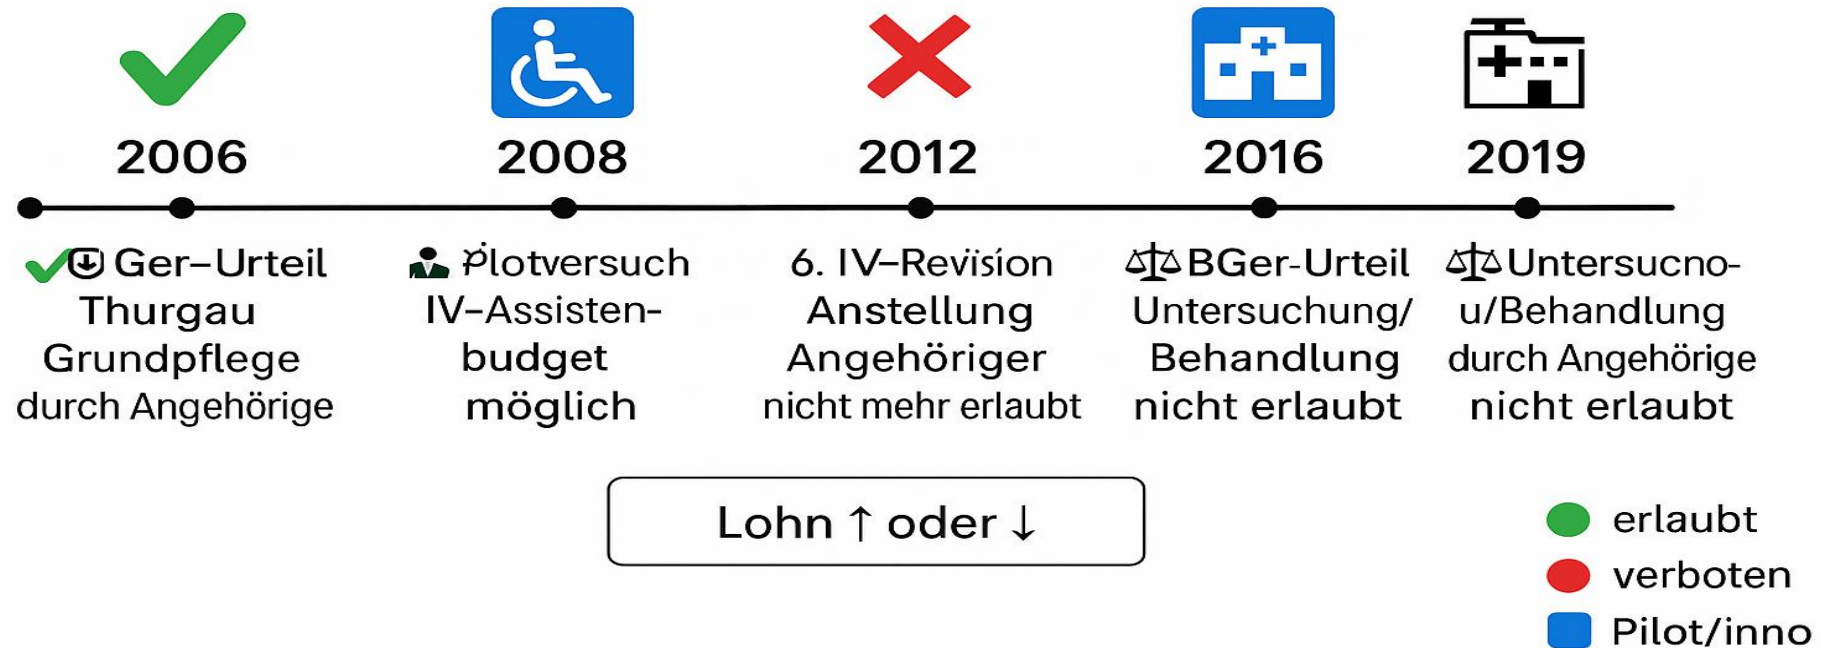 2006
2008
2012
2016
2019
Ger-Urteil
Thurgau
Grundpflege
durch Angehörige
Plotversuch
IV-Assisten-
budget
möglich
6. IV-Revision
Anstellung
Angehöriger
nicht mehr erlaubt
BGer-Urteil
Untersuchung/
Behandlung
nicht erlaubt
Untersucno-
u/Behandlung
durch Angehörige
nicht erlaubt
Lohn ↑ oder ↓
erlaubt
verboten
Pilot/inno